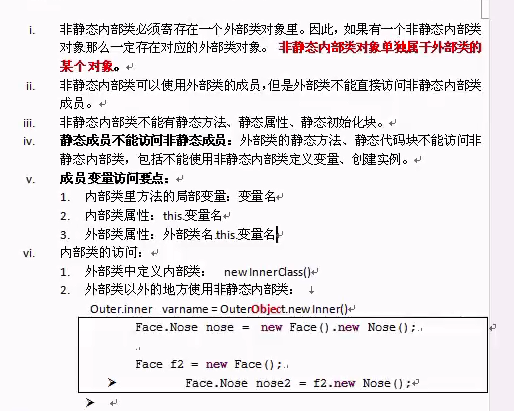 i. 非静态内部类必须寄存在一个外部类对象里。因此，如果有一个非静态内部类
对象那么一定存在对应的外部类对象。 非静态内部类对象单独属于外部类的
某个对象。
ii. 非静态内部类可以使用外部类的成员，但是外部类不能直接访问非静态内部类
成员。
iii. 非静态内部类不能有静态方法、静态属性、静态初始化块。
iv. 静态成员不能访问非静态成员：外部类的静态方法、静态代码块不能访问非
静态内部类，包括不能使用非静态内部类定义变量、创建实例。
v. 成员变量访问要点：
1. 内部类里方法的局部变量：变量名
2. 内部类属性：this.变量名
3. 外部类属性：外部类名.this.变量名
vi. 内部类的访问：
1. 外部类中定义内部类： new InnerClass()
2. 外部类以外的地方使用非静态内部类：
Outer.inner varname = OuterObject.new Inner()
Face.Nose nose = new Face().new Nose();
Face f2 = new Face();
Face.Nose nose2 = f2.new Nose();